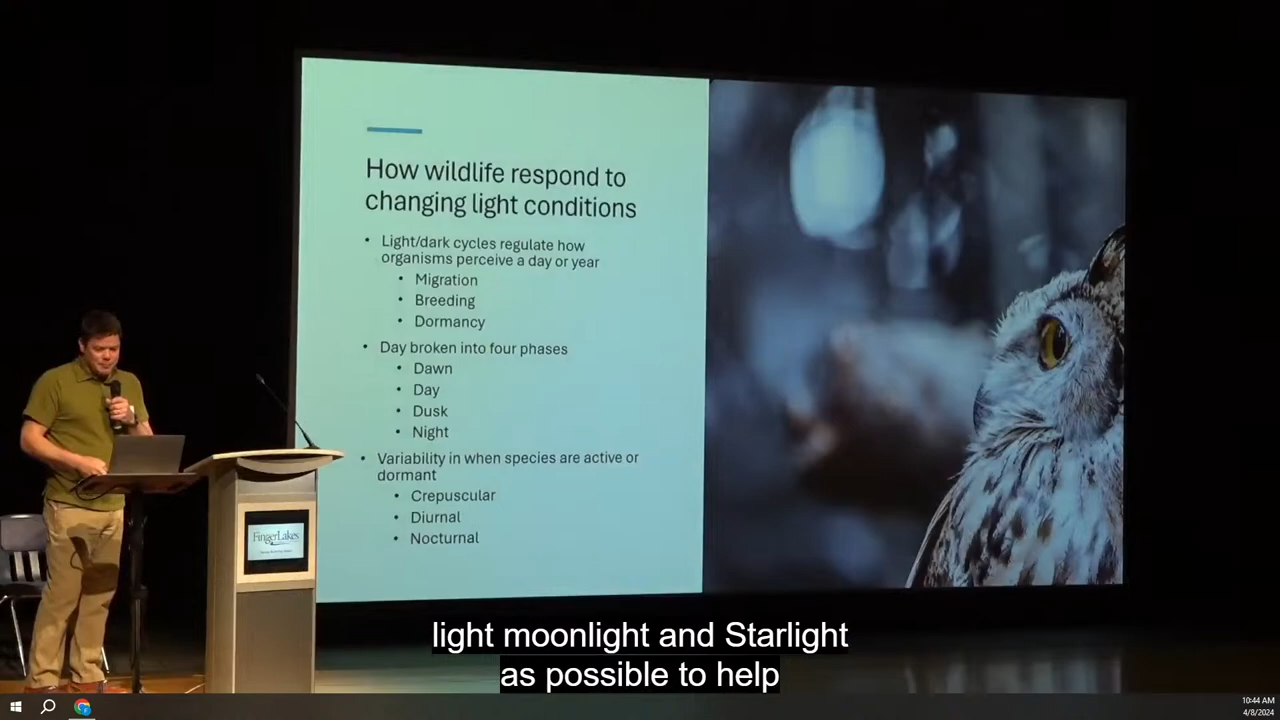 How wildlife respond to
changing light conditions
• Light/dark cycles regulate how
organisms perceive a day or year
• Migration
• Breeding
• Dormancy
• Day broken into four phases
• Dawn
• Day
• Dusk
• Night
• Variability in when species are active or
dormant
• Crepuscular
• Diurnal
• Nocturnal
FingerLakes
light moonlight and Starlight
as possible to help
10:44 AM
4/8/2024